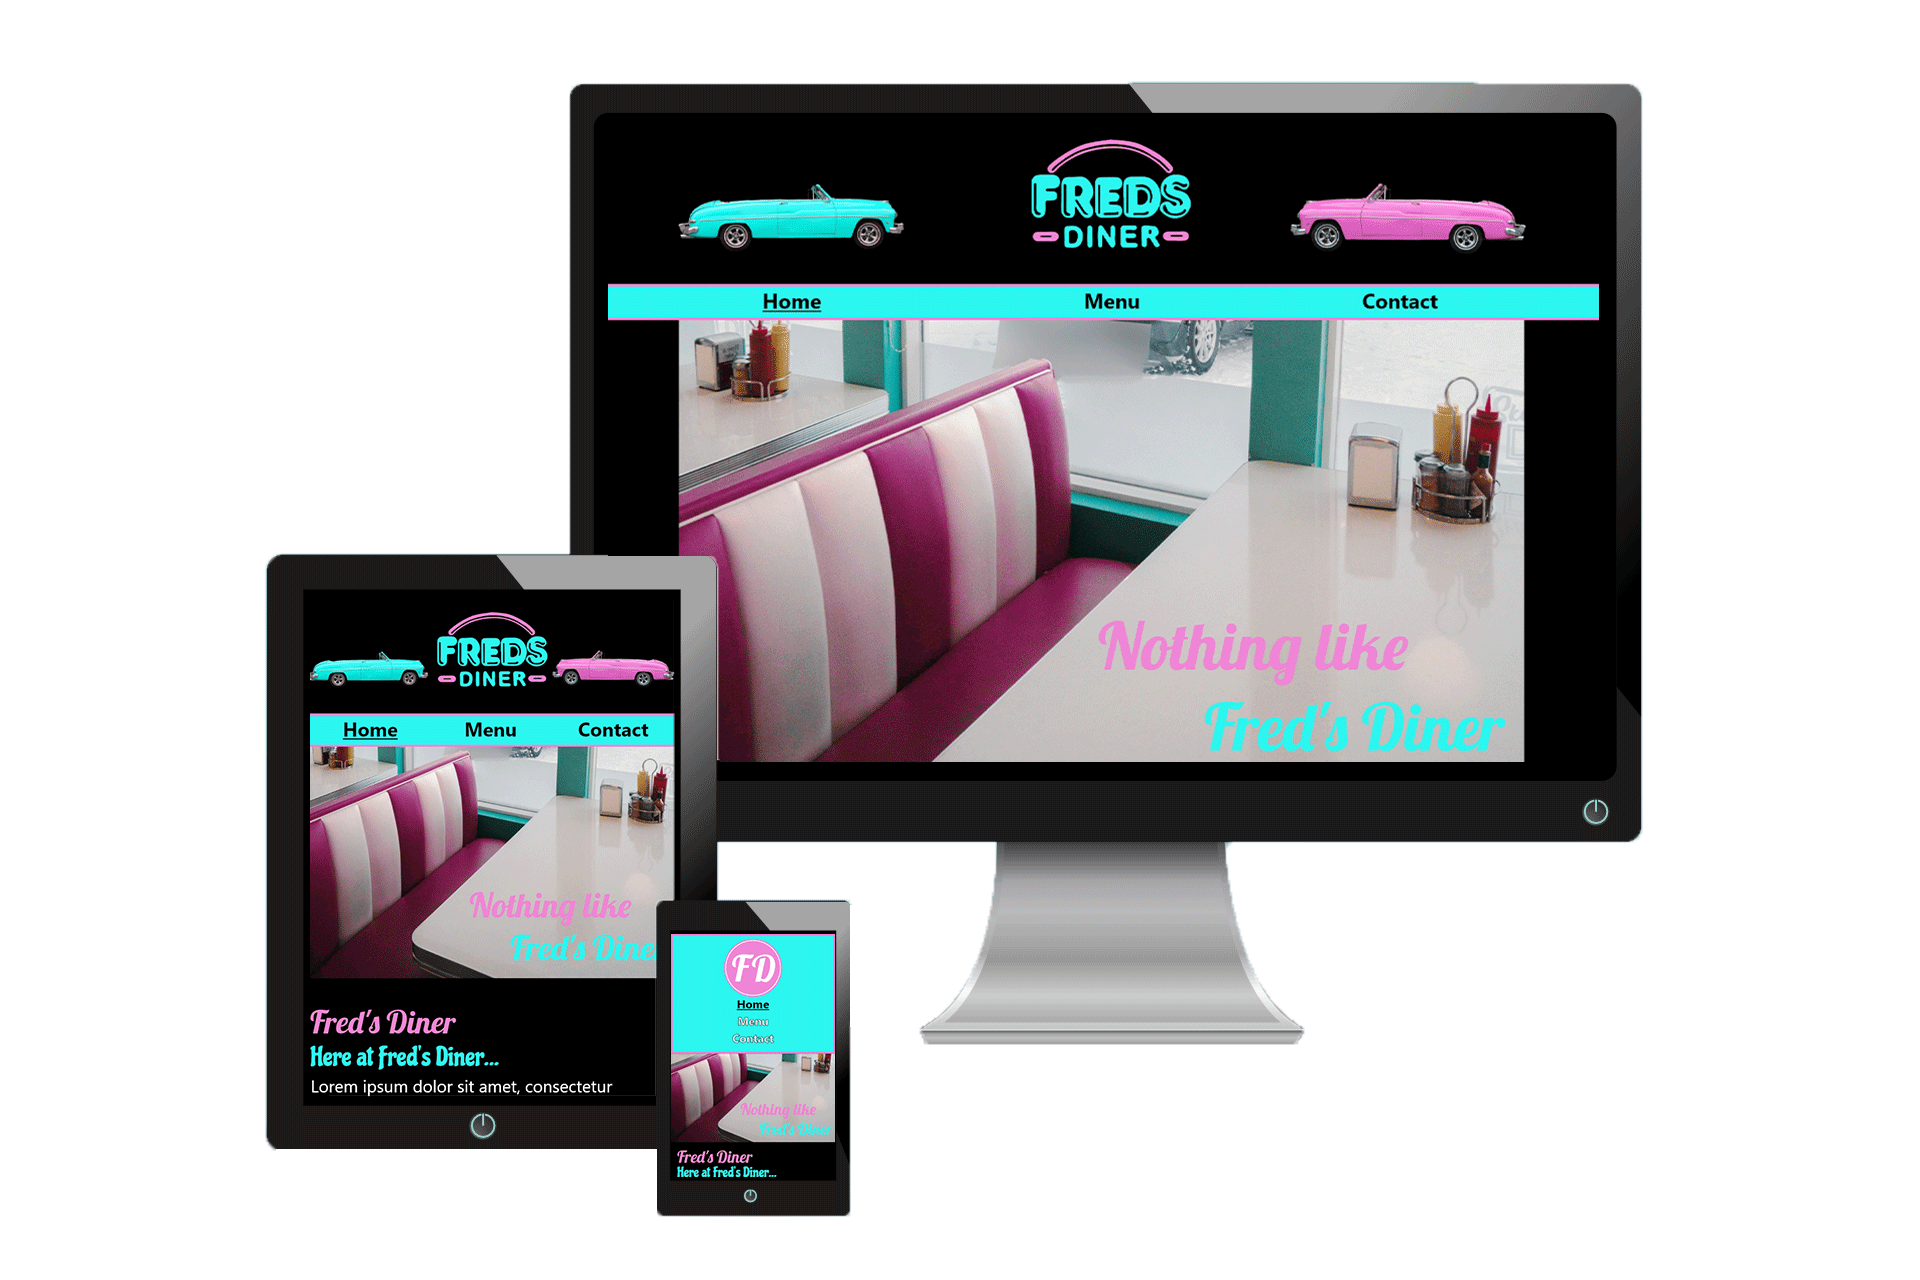 FREDS
DINER
Home Menu Contact
Nothing like
Fred's Diner
FREDS
DINER
Home Menu Contact
Nothing like
Fred's Dine
Fred's Diner
Here at Fred's Diner...
Lorem ipsum dolor sit amet, consectetur
FD
Home
Menu
Contact
Nothing like
Fred's Diner
Fred's Diner
Here at Fred's Diner...